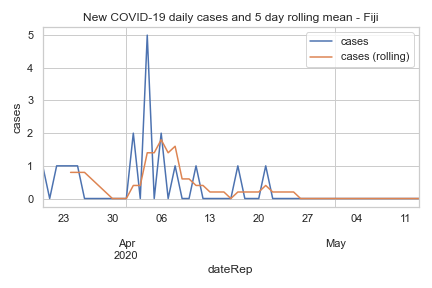 New COVID-19 daily cases and 5 day rolling mean - Fiji
cases
cases (rolling)
cases
5
4
3
2
1
0
23 30 06 13 20 27 04 11
Apr May
2020
dateRep